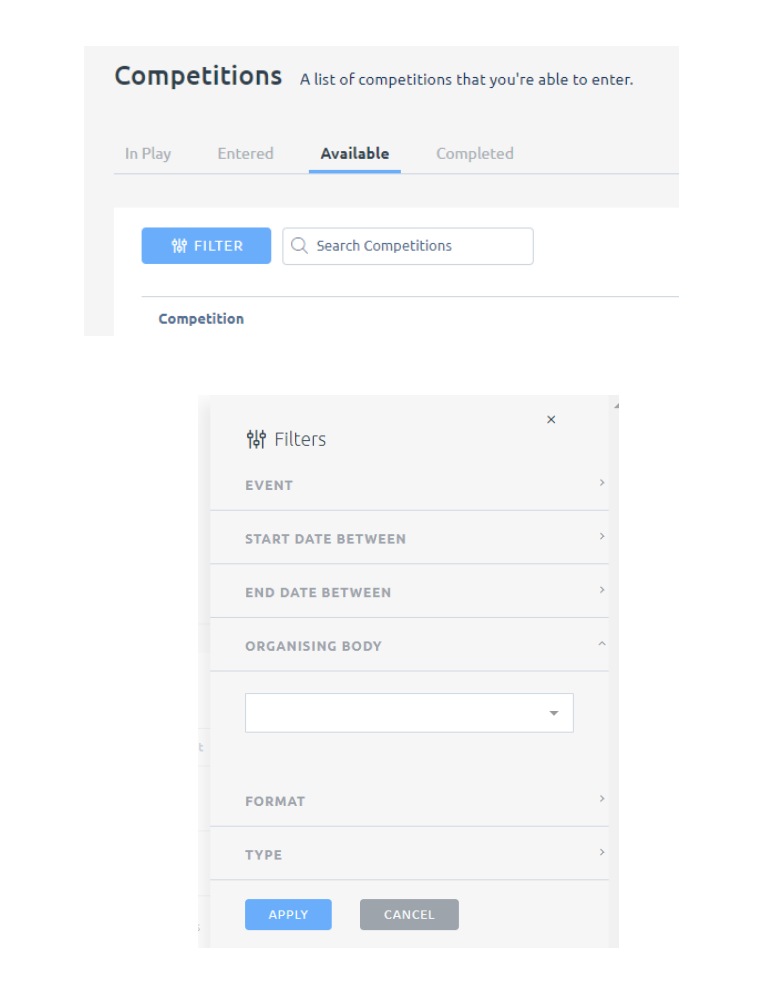 Competitions A list of competitions that you're able to enter.
In Play Entered Available Completed
FILTER Search Competitions
Competition
Filters
EVENT
START DATE BETWEEN
END DATE BETWEEN
ORGANISING BODY
FORMAT
TYPE
APPLY CANCEL